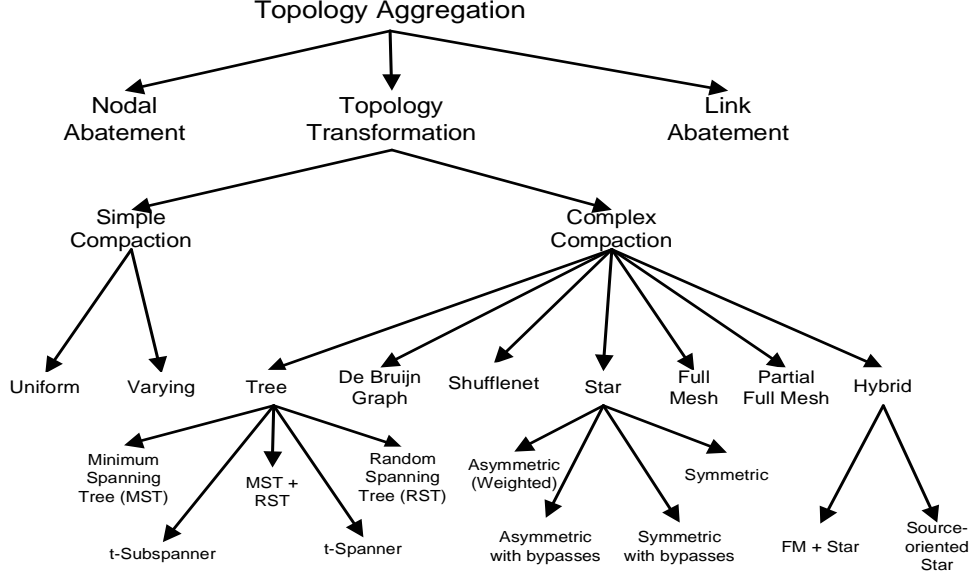 Topology Aggregation
Nodal
Abatement
Topology
Transformation
Link
Abatement
Simple
Compaction
Complex
Compaction
Uniform
Varying
Tree
De Bruijn
Graph
Shufflenet
Star
Full
Mesh
Partial
Full Mesh
Hybrid
Minimum
Spanning
Tree (MST)
MST +
RST
Random
Spanning
Tree (RST)
Asymmetric
(Weighted)
Symmetric
t-Subspanner
t-Spanner
Asymmetric
with bypasses
Symmetric
with bypasses
FM + Star
Source-
oriented
Star